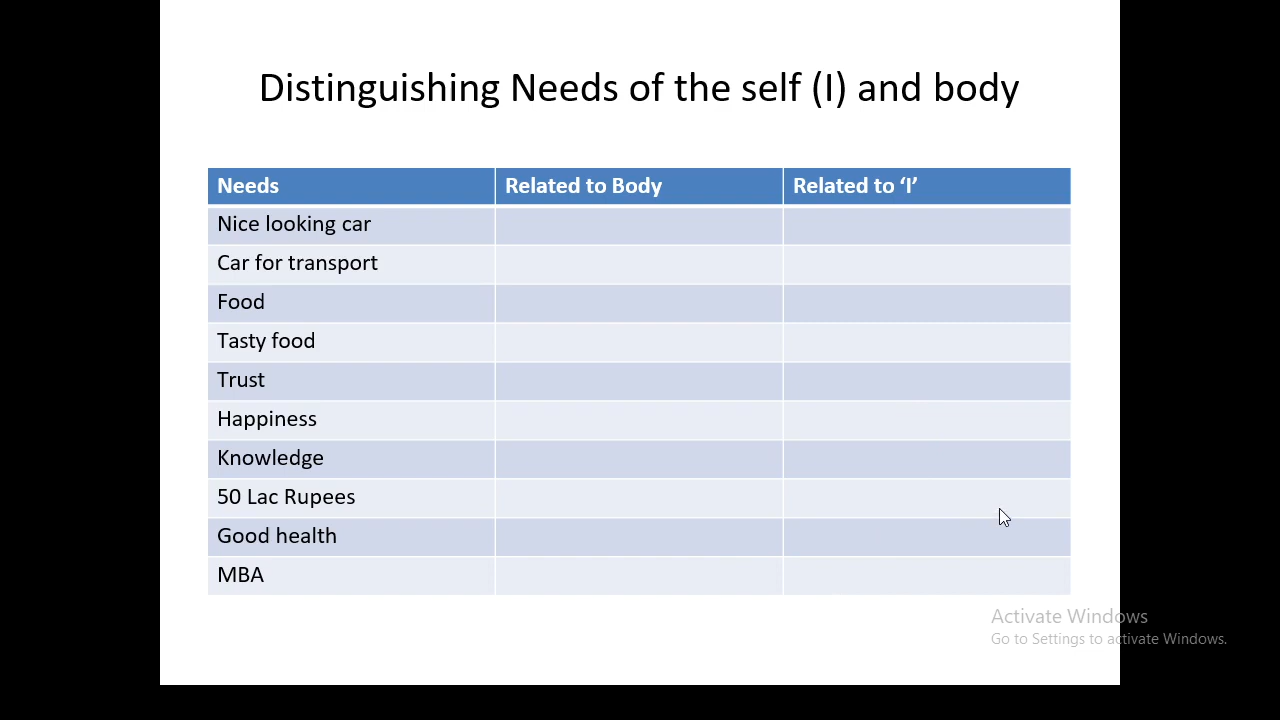 Distinguishing Needs of the self (I) and body
Needs Related to Body Related to ‘I’
Nice looking car
Car for transport
Food
Tasty food
Trust
Happiness
Knowledge
50 Lac Rupees
Good health
MBA
Activate Windows
Go to Settings to activate Windows.